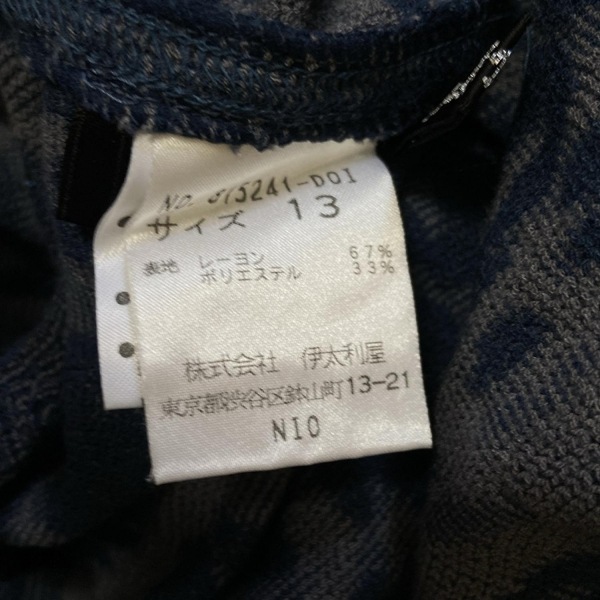 NO. 315241-D01
サイズ 13
表地 レーヨン 67%
ポリエステル 33%
株式会社 伊太利屋
東京都渋谷区鉢山町13-21
NIO